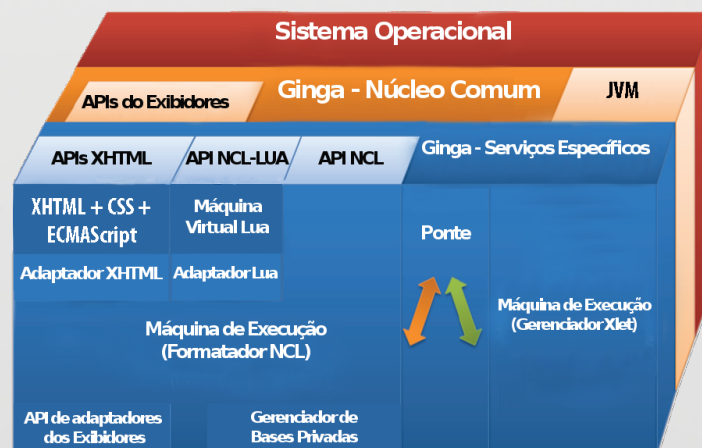 Sistema Operacional
APIs do Exibidores
Ginga - Núcleo Comum
JVM
APIs XHTML
API NCL-LUA
API NCL
Ginga - Serviços Específicos
XHTML + CSS +
ECMAScript
Máquina
Virtual Lua
Ponte
Adaptador XHTML
Adaptador Lua
Máquina de Execução
(Formatador NCL)
Máquina de Execução
(Gerenciador Xlet)
API de adaptadores
dos Exibidores
Gerenciador de
Bases Privadas